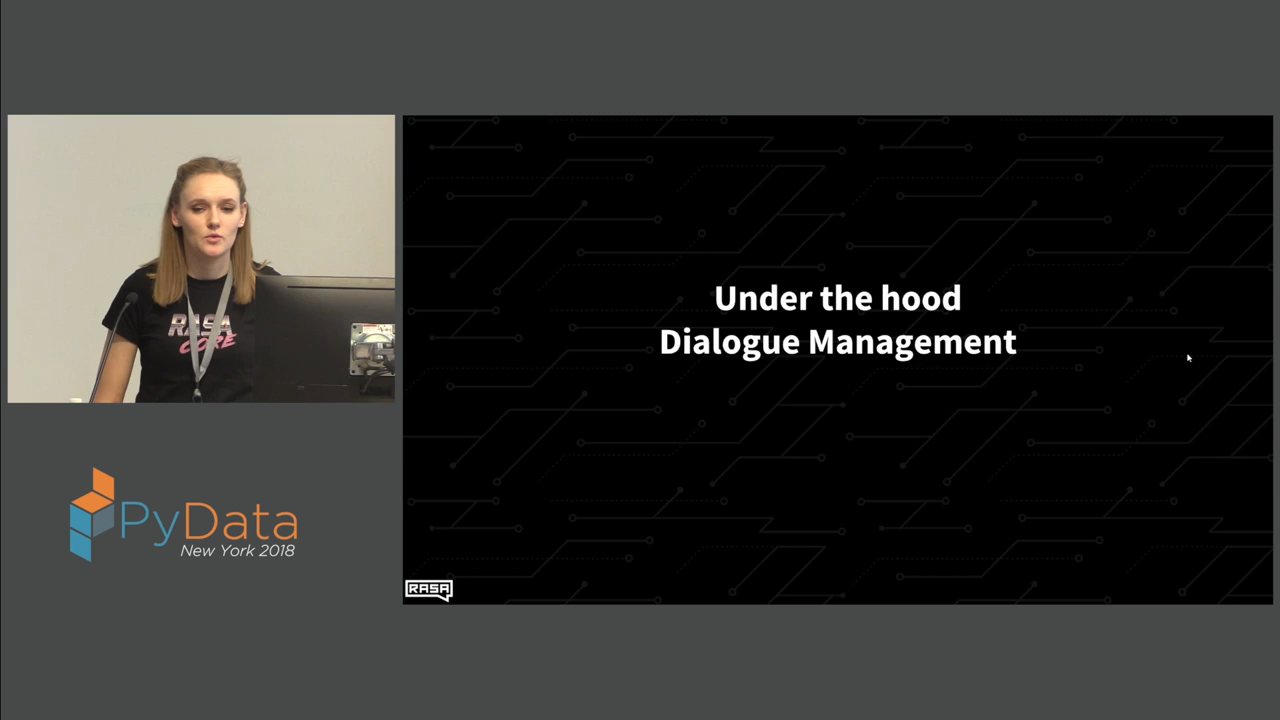 RASA
CORE
Under the hood
Dialogue Management
PyData
New York 2018
RASA